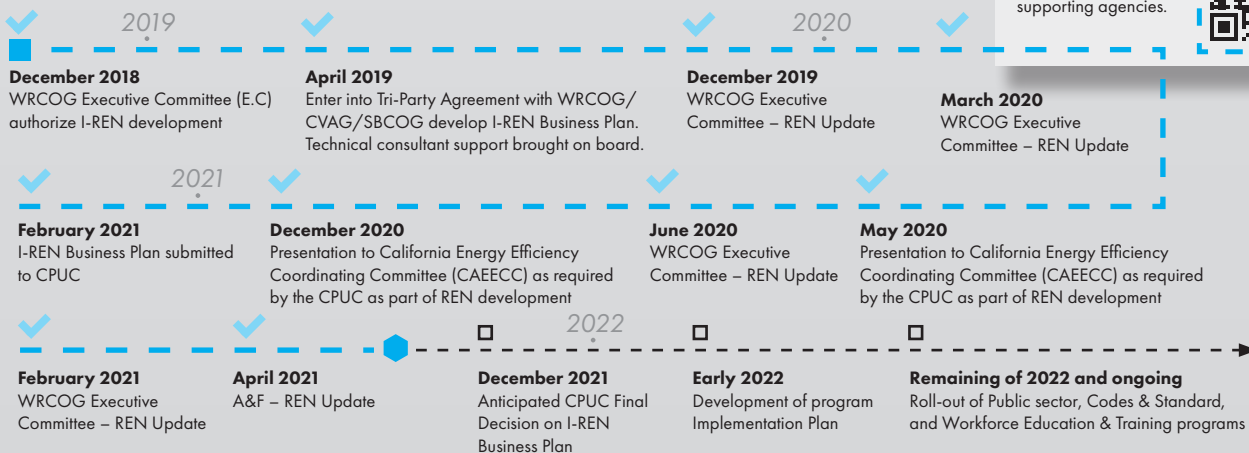 supporting agencies.
2019
2020
December 2018
WRCOG Executive Committee (E.C)
authorize I-REN development
April 2019
Enter into Tri-Party Agreement with WRCOG/
CVAG/SBCOG develop I-REN Business Plan.
Technical consultant support brought on board.
December 2019
WRCOG Executive
Committee – REN Update
March 2020
WRCOG Executive
Committee – REN Update
2021
February 2021
I-REN Business Plan submitted
to CPUC
December 2020
Presentation to California Energy Efficiency
Coordinating Committee (CAEECC) as required
by the CPUC as part of REN development
June 2020
WRCOG Executive
Committee – REN Update
May 2020
Presentation to California Energy Efficiency
Coordinating Committee (CAEECC) as required
by the CPUC as part of REN development
2022
February 2021
WRCOG Executive
Committee – REN Update
April 2021
A&F – REN Update
December 2021
Anticipated CPUC Final
Decision on I-REN
Business Plan
Early 2022
Development of program
Implementation Plan
Remaining of 2022 and ongoing
Roll-out of Public sector, Codes & Standard,
and Workforce Education & Training programs